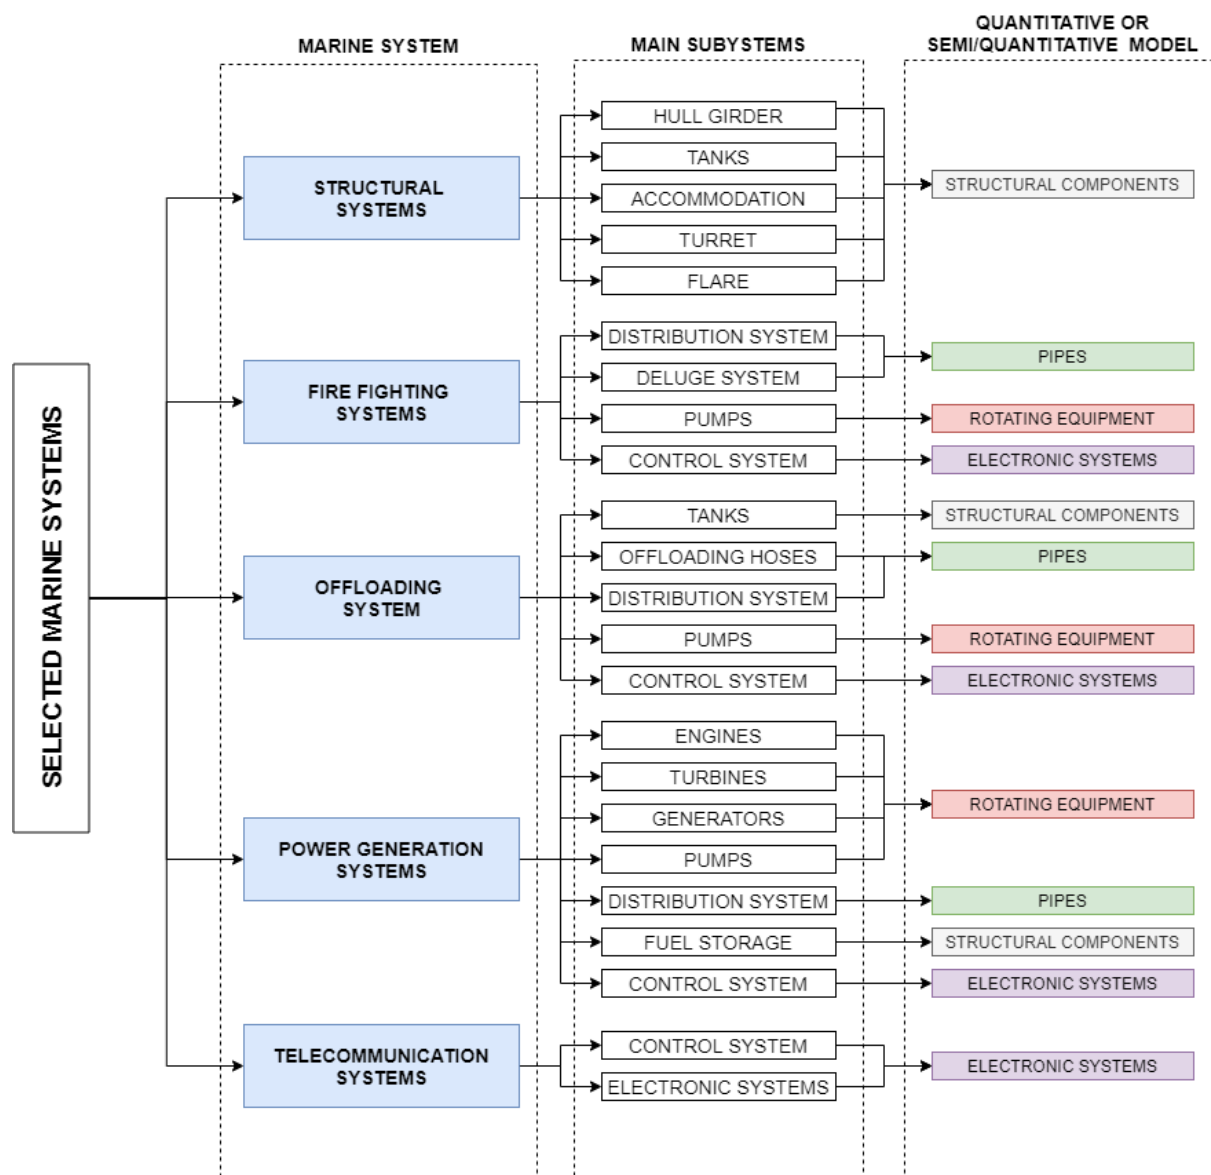 MARINE SYSTEM
MAIN SUBYSTEMS
QUANTITATIVE OR
SEMI/QUANTITATIVE MODEL
SELECTED MARINE SYSTEMS
STRUCTURAL
SYSTEMS
HULL GIRDER
TANKS
ACCOMMODATION
TURRET
FLARE
STRUCTURAL COMPONENTS
FIRE FIGHTING
SYSTEMS
DISTRIBUTION SYSTEM
DELUGE SYSTEM
PUMPS
CONTROL SYSTEM
PIPES
ROTATING EQUIPMENT
ELECTRONIC SYSTEMS
OFFLOADING
SYSTEM
TANKS
OFFLOADING HOSES
DISTRIBUTION SYSTEM
PUMPS
CONTROL SYSTEM
STRUCTURAL COMPONENTS
PIPES
ROTATING EQUIPMENT
ELECTRONIC SYSTEMS
POWER GENERATION
SYSTEMS
ENGINES
TURBINES
GENERATORS
PUMPS
DISTRIBUTION SYSTEM
FUEL STORAGE
CONTROL SYSTEM
ROTATING EQUIPMENT
PIPES
STRUCTURAL COMPONENTS
ELECTRONIC SYSTEMS
TELECOMMUNICATION
SYSTEMS
CONTROL SYSTEM
ELECTRONIC SYSTEMS
ELECTRONIC SYSTEMS